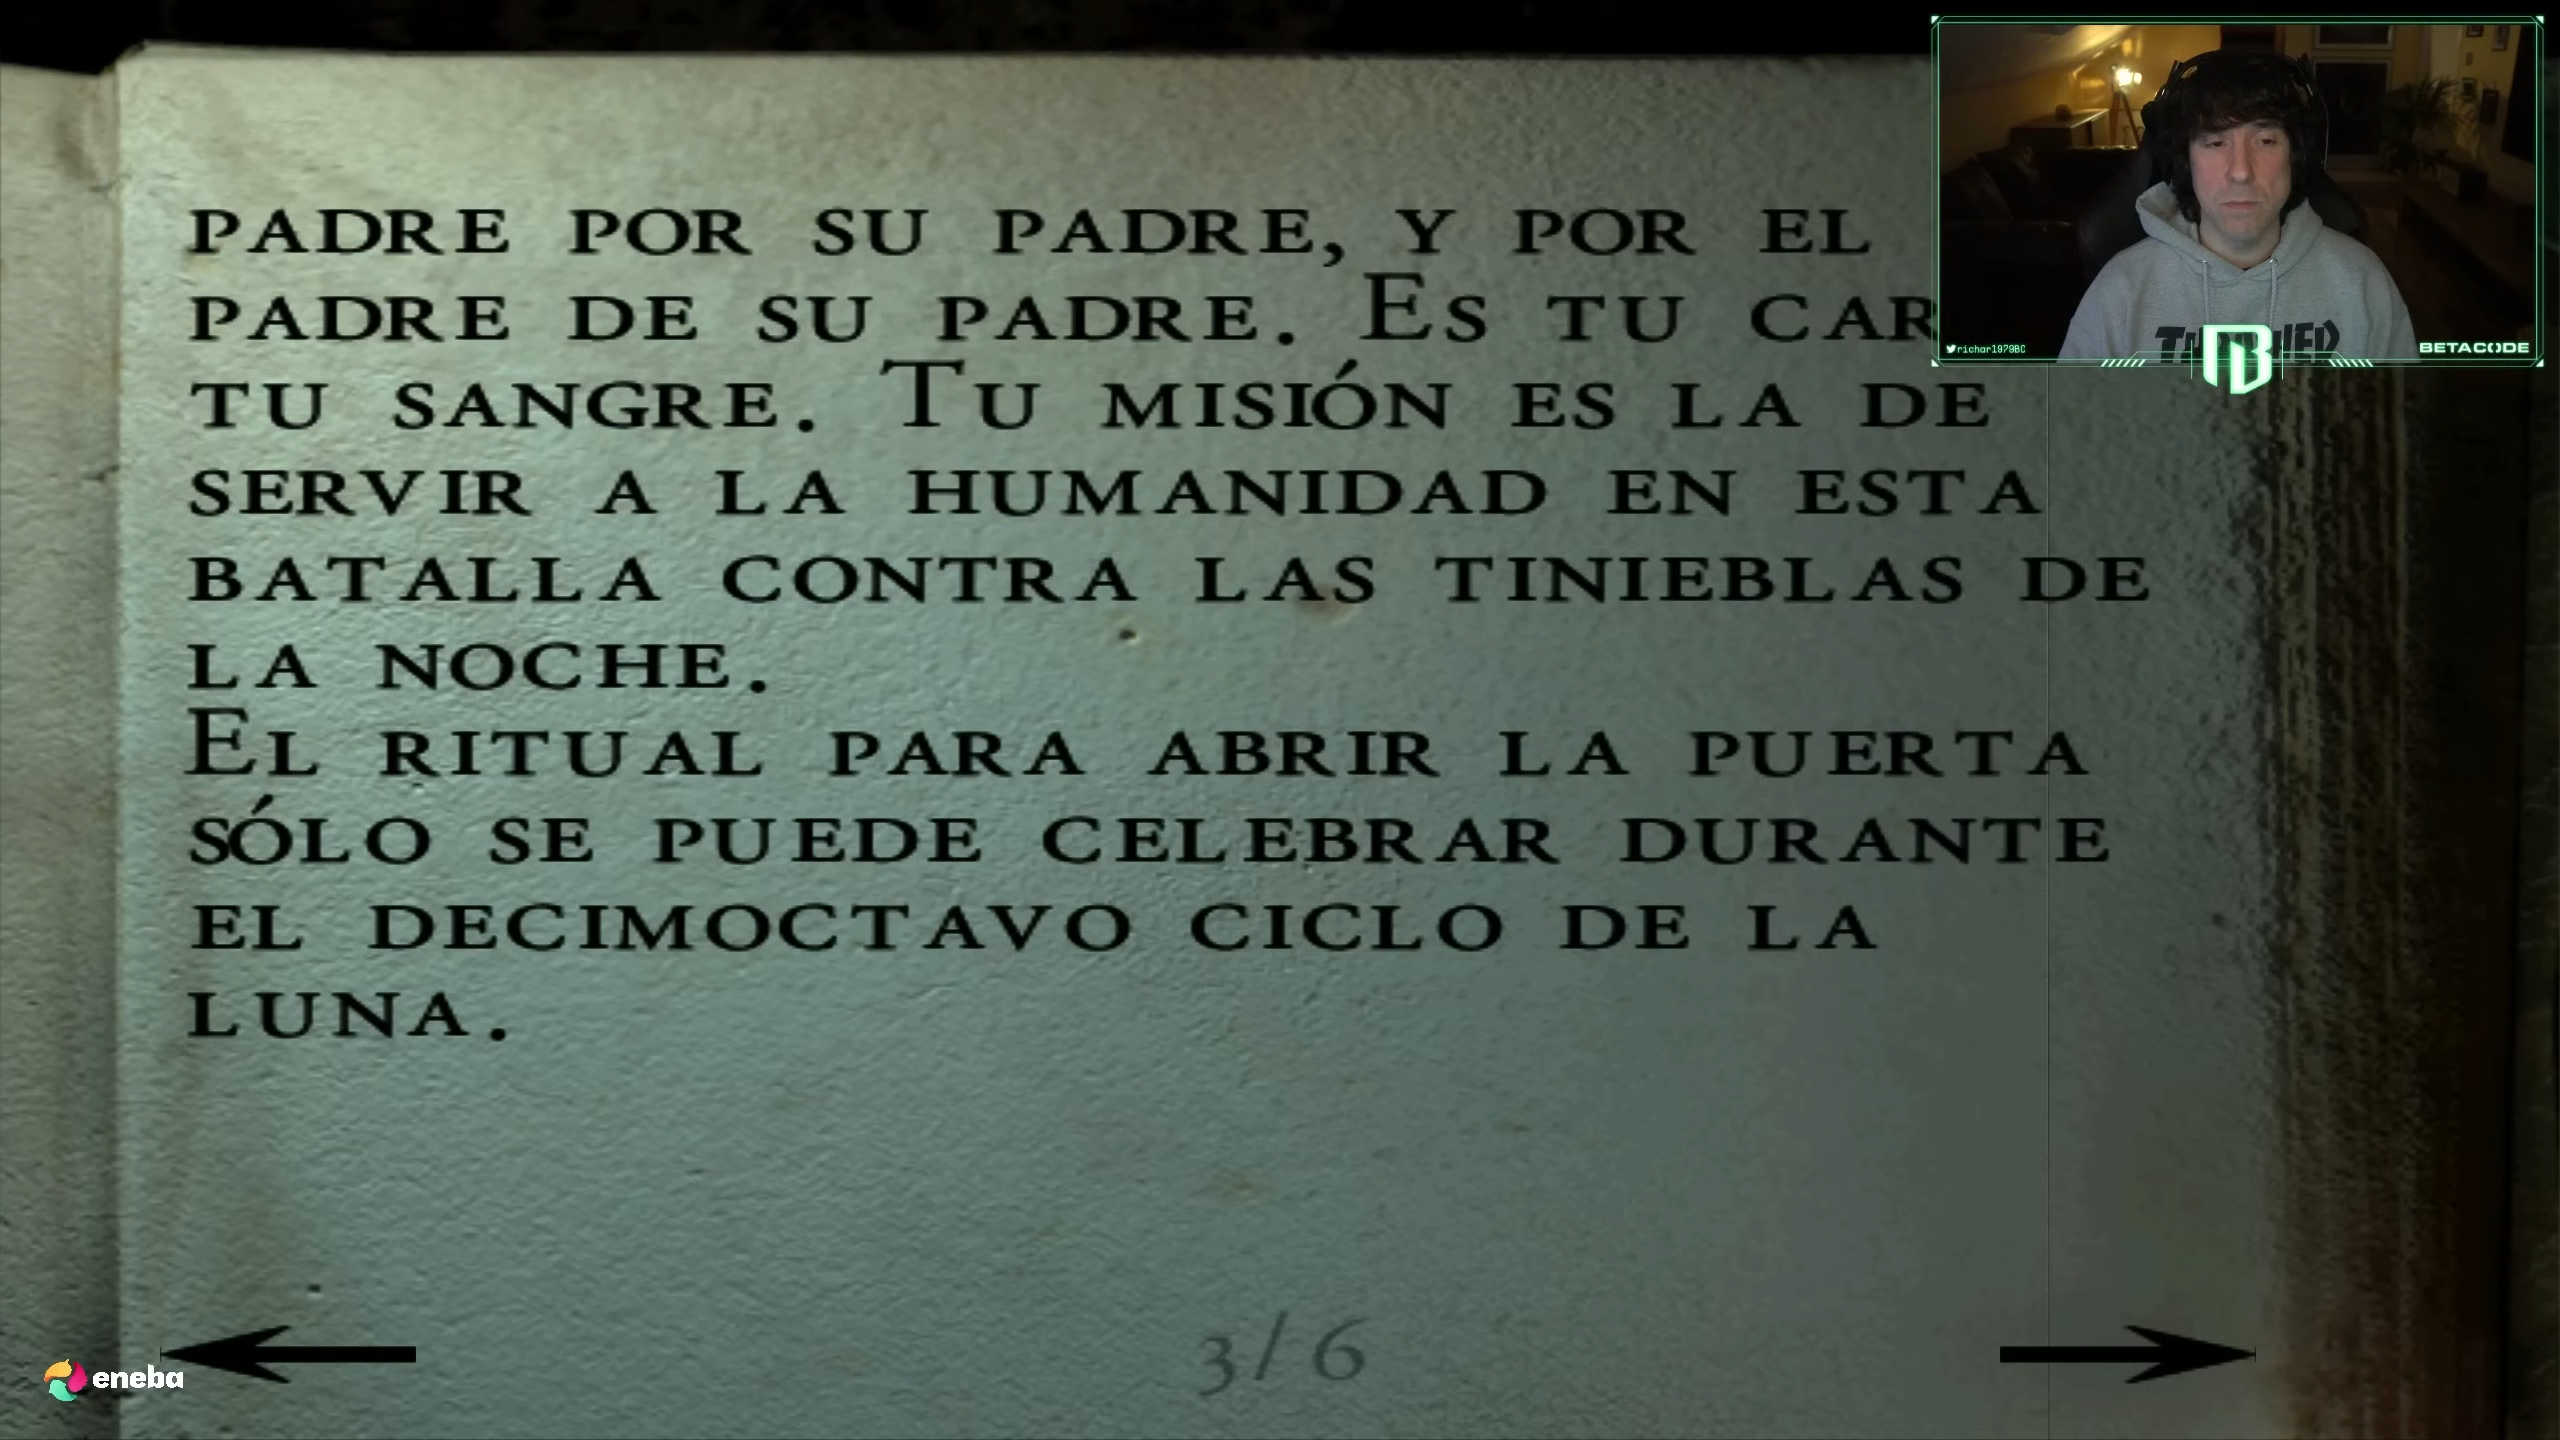 PADRE POR SU PADRE, Y POR EL
PADRE DE SU PADRE. ES TU
TU SANGRE. TU MISIÓN ES LA DE
SERVIR A LA HUMANIDAD EN ESTA
BATALLA CONTRA LAS TINIEBLAS DE
LA NOCHE.
EL RITUAL PARA ABRIR LA PUERTA
SÓLO SE PUEDE CELEBRAR DURANTE
EL DECIMOCTAVO CICLO DE LA
LUNA.
3/6
eneba
richar1979BC
BETACODE